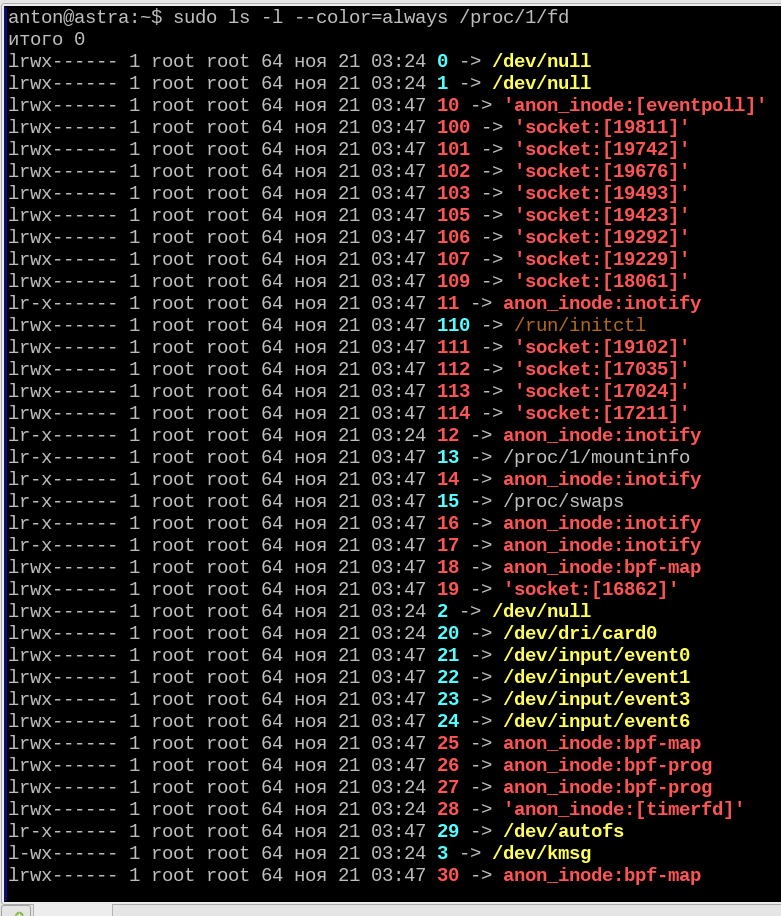 anton@astra:~$ sudo ls -l --color=always /proc/1/fd
итого 0
lrwx------ 1 root root 64 ноя 21 03:24 0 -> /dev/null
lrwx------ 1 root root 64 ноя 21 03:24 1 -> /dev/null
lrwx------ 1 root root 64 ноя 21 03:47 10 -> 'anon_inode:[eventpoll]'
lrwx------ 1 root root 64 ноя 21 03:47 100 -> 'socket:[19811]'
lrwx------ 1 root root 64 ноя 21 03:47 101 -> 'socket:[19742]'
lrwx------ 1 root root 64 ноя 21 03:47 102 -> 'socket:[19676]'
lrwx------ 1 root root 64 ноя 21 03:47 103 -> 'socket:[19493]'
lrwx------ 1 root root 64 ноя 21 03:47 105 -> 'socket:[19423]'
lrwx------ 1 root root 64 ноя 21 03:47 106 -> 'socket:[19292]'
lrwx------ 1 root root 64 ноя 21 03:47 107 -> 'socket:[19229]'
lrwx------ 1 root root 64 ноя 21 03:47 109 -> 'socket:[18061]'
lr-x------ 1 root root 64 ноя 21 03:47 11 -> anon_inode:inotify
lrwx------ 1 root root 64 ноя 21 03:47 110 -> /run/initctl
lrwx------ 1 root root 64 ноя 21 03:47 111 -> 'socket:[19102]'
lrwx------ 1 root root 64 ноя 21 03:47 112 -> 'socket:[17035]'
lrwx------ 1 root root 64 ноя 21 03:47 113 -> 'socket:[17024]'
lrwx------ 1 root root 64 ноя 21 03:47 114 -> 'socket:[17211]'
lr-x------ 1 root root 64 ноя 21 03:24 12 -> anon_inode:inotify
lr-x------ 1 root root 64 ноя 21 03:47 13 -> /proc/1/mountinfo
lr-x------ 1 root root 64 ноя 21 03:47 14 -> anon_inode:inotify
lr-x------ 1 root root 64 ноя 21 03:47 15 -> /proc/swaps
lr-x------ 1 root root 64 ноя 21 03:47 16 -> anon_inode:inotify
lr-x------ 1 root root 64 ноя 21 03:47 17 -> anon_inode:inotify
lrwx------ 1 root root 64 ноя 21 03:47 18 -> anon_inode:bpf-map
lrwx------ 1 root root 64 ноя 21 03:47 19 -> 'socket:[16862]'
lrwx------ 1 root root 64 ноя 21 03:24 2 -> /dev/null
lrwx------ 1 root root 64 ноя 21 03:24 20 -> /dev/dri/card0
lrwx------ 1 root root 64 ноя 21 03:47 21 -> /dev/input/event0
lrwx------ 1 root root 64 ноя 21 03:47 22 -> /dev/input/event1
lrwx------ 1 root root 64 ноя 21 03:47 23 -> /dev/input/event3
lrwx------ 1 root root 64 ноя 21 03:47 24 -> /dev/input/event6
lrwx------ 1 root root 64 ноя 21 03:47 25 -> anon_inode:bpf-map
lrwx------ 1 root root 64 ноя 21 03:47 26 -> anon_inode:bpf-prog
lrwx------ 1 root root 64 ноя 21 03:24 27 -> anon_inode:bpf-prog
lrwx------ 1 root root 64 ноя 21 03:24 28 -> 'anon_inode:[timerfd]'
lr-x------ 1 root root 64 ноя 21 03:47 29 -> /dev/autofs
l-wx------ 1 root root 64 ноя 21 03:24 3 -> /dev/kmsg
lrwx------ 1 root root 64 ноя 21 03:47 30 -> anon_inode:bpf-map